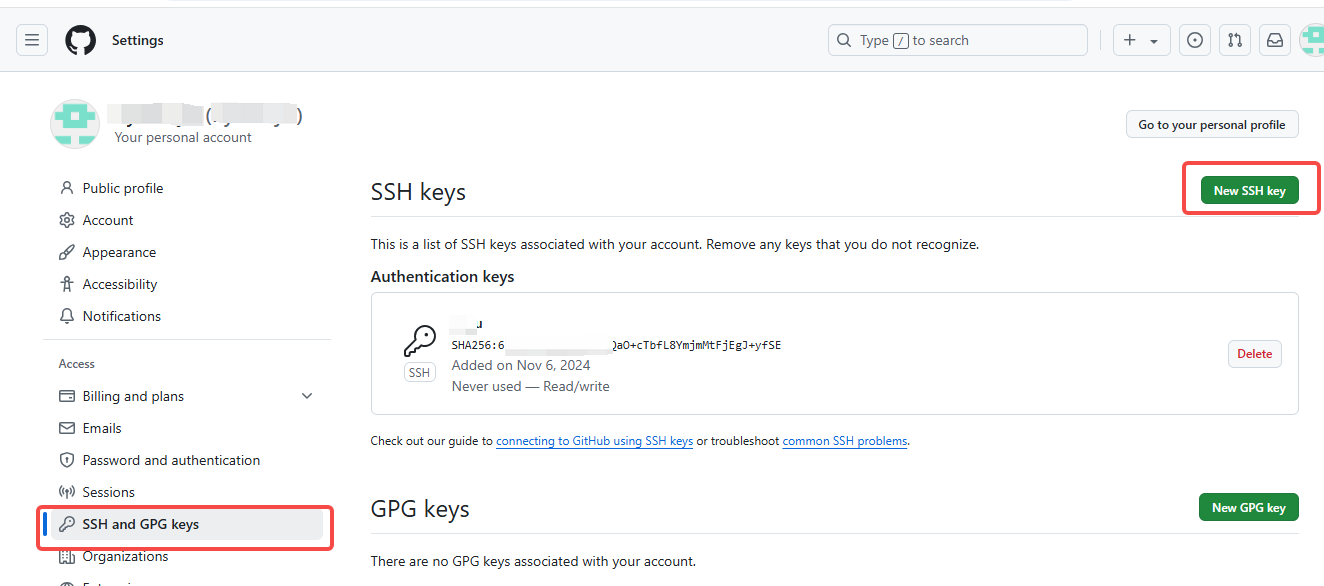 Settings
Type / to search
Your personal account
Go to your personal profile
Public profile
Account
Appearance
Accessibility
Notifications
Access
Billing and plans
Emails
Password and authentication
Sessions
SSH and GPG keys
Organizations
SSH keys
New SSH key
This is a list of SSH keys associated with your account. Remove any keys that you do not recognize.
Authentication keys
SSH
SHA256:6 QaO+cTbfL8YmjmMtFjEgJ+yfSE
Added on Nov 6, 2024
Never used — Read/write
Delete
Check out our guide to connecting to GitHub using SSH keys or troubleshoot common SSH problems.
GPG keys
New GPG key
There are no GPG keys associated with your account.